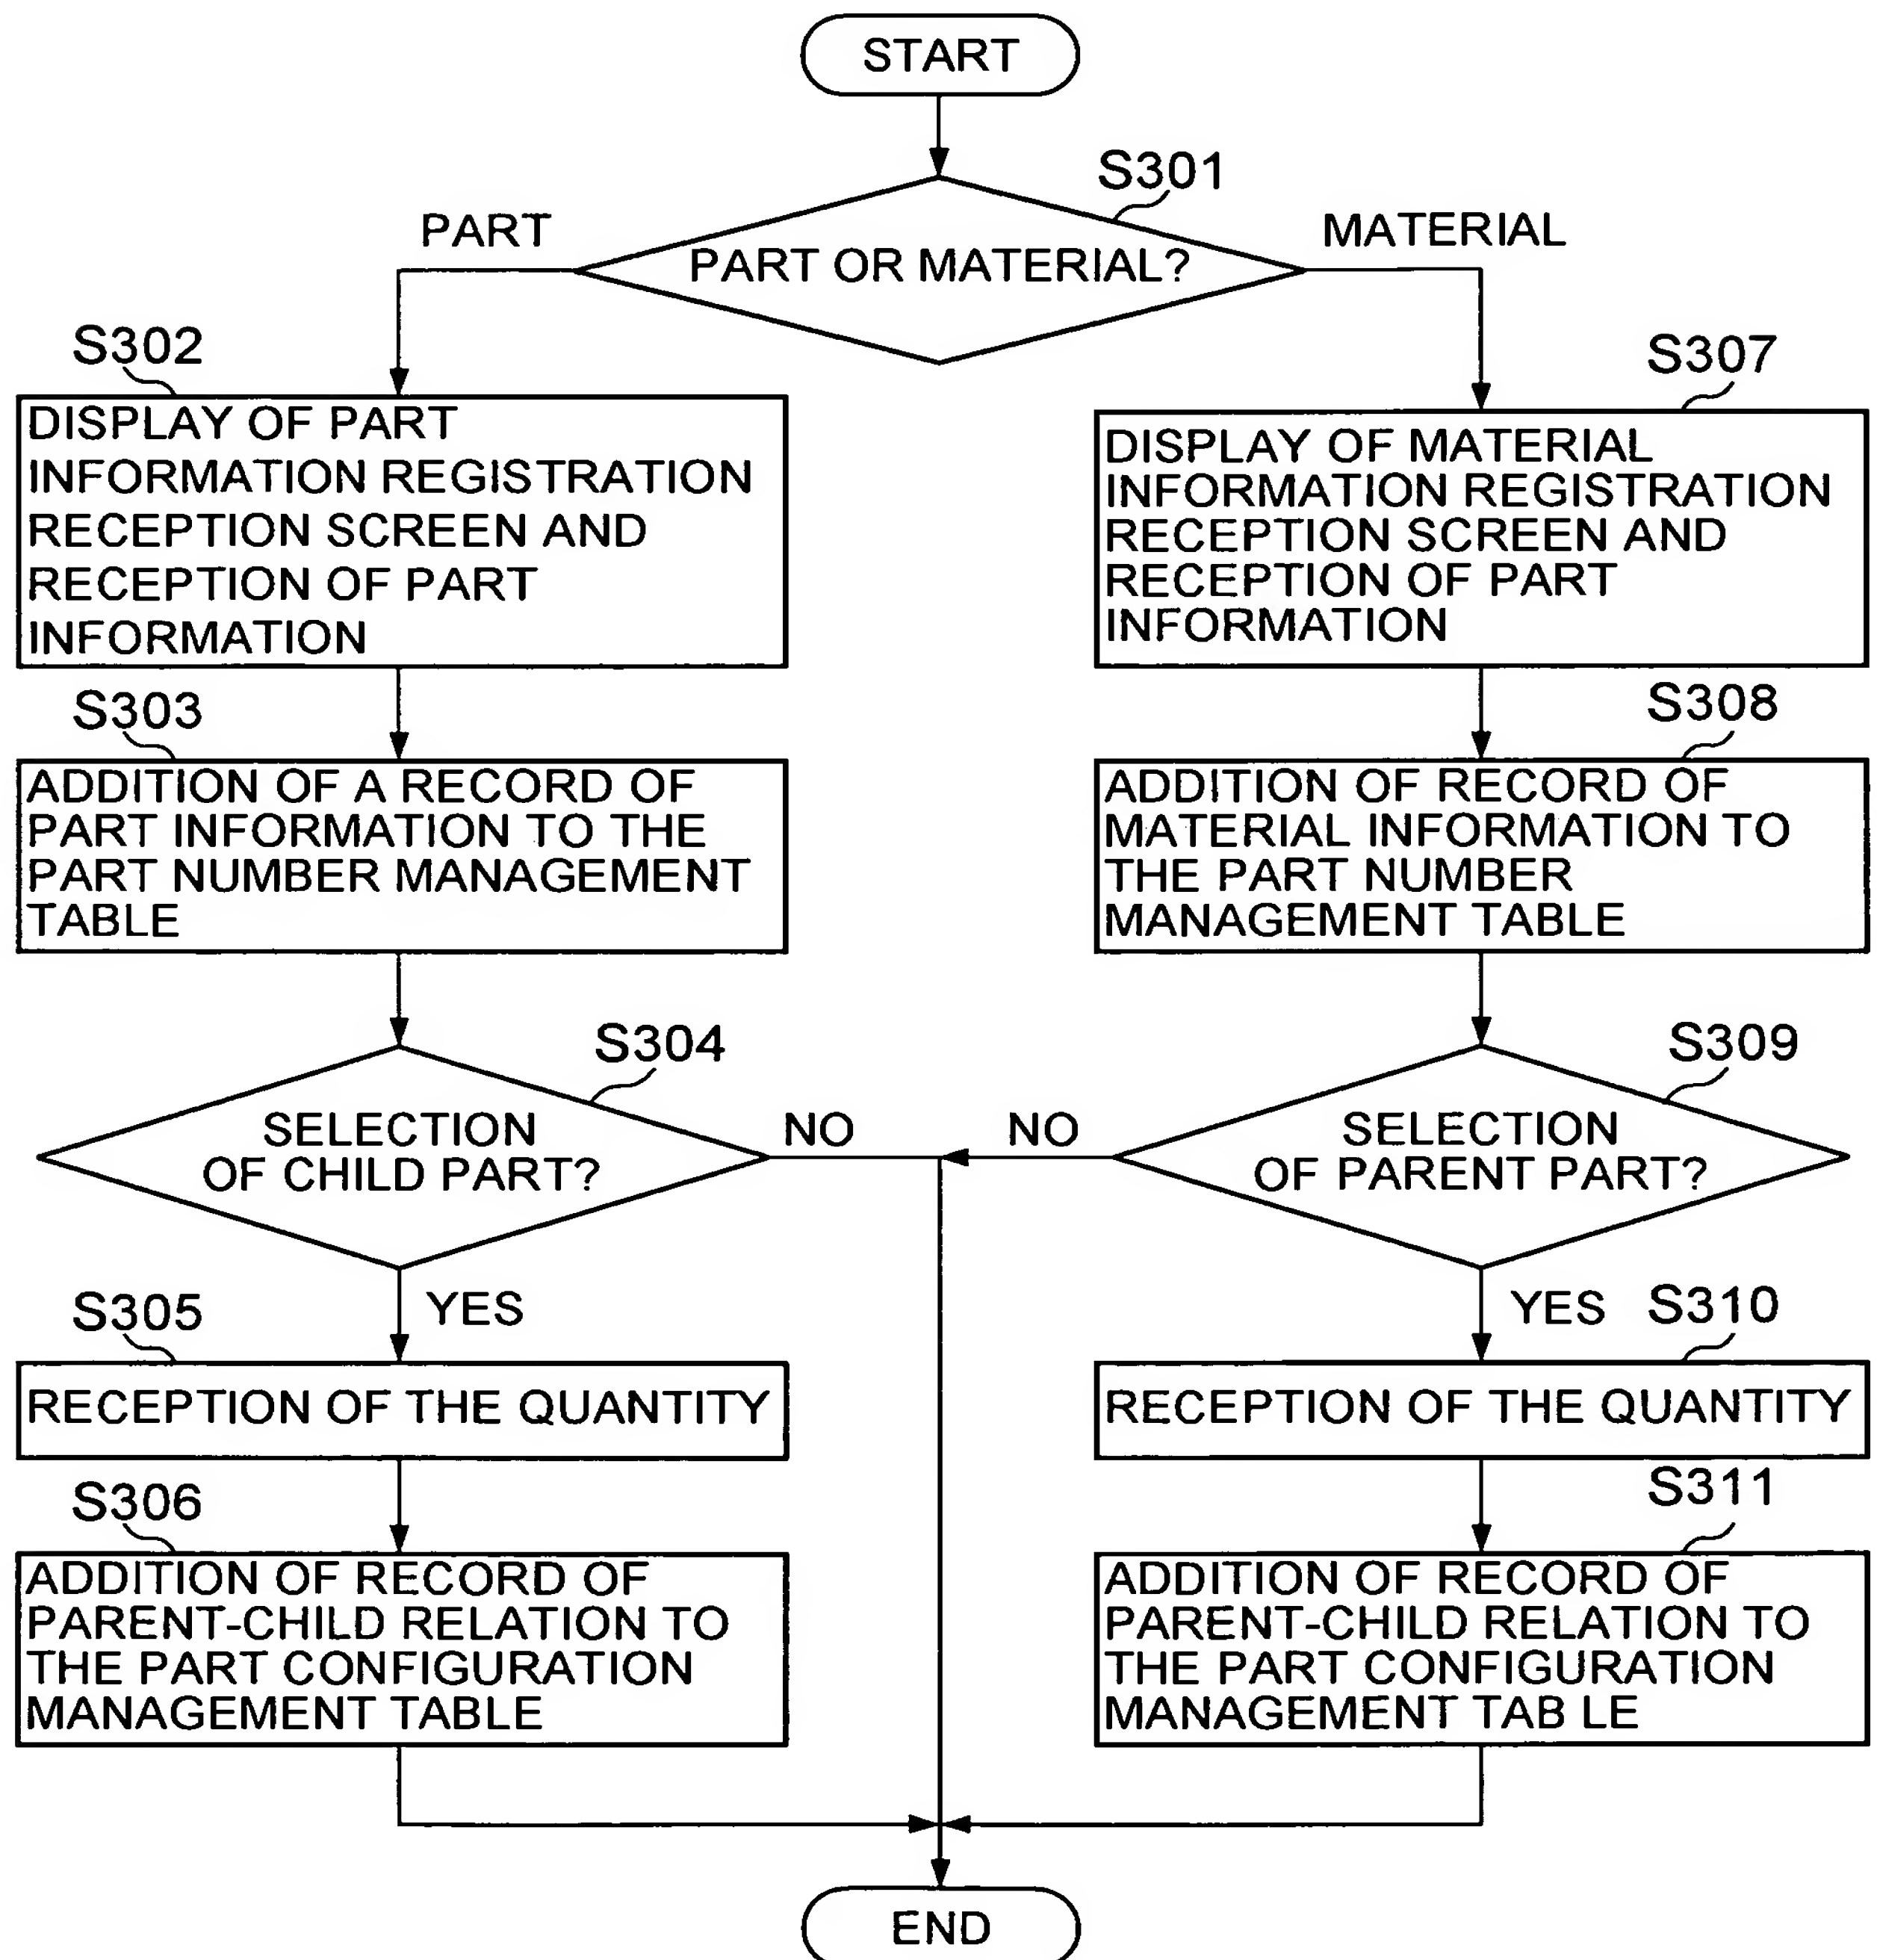 START
S301
PART
MATERIAL
PART OR MATERIAL?
S302
DISPLAY OF PART
INFORMATION REGISTRATION
RECEPTION SCREEN AND
RECEPTION OF PART
INFORMATION
S307
DISPLAY OF MATERIAL
INFORMATION REGISTRATION
RECEPTION SCREEN AND
RECEPTION OF PART
INFORMATION
S303
ADDITION OF A RECORD OF
PART INFORMATION TO THE
PART NUMBER MANAGEMENT
TABLE
S308
ADDITION OF RECORD OF
MATERIAL INFORMATION TO
THE PART NUMBER
MANAGEMENT TABLE
S304
SELECTION
OF CHILD PART?
NO
NO
S309
SELECTION
OF PARENT PART?
S305
YES
RECEPTION OF THE QUANTITY
YES
S310
RECEPTION OF THE QUANTITY
S306
ADDITION OF RECORD OF
PARENT-CHILD RELATION TO
THE PART CONFIGURATION
MANAGEMENT TABLE
S311
ADDITION OF RECORD OF
PARENT-CHILD RELATION TO
THE PART CONFIGURATION
MANAGEMENT TAB LE
END